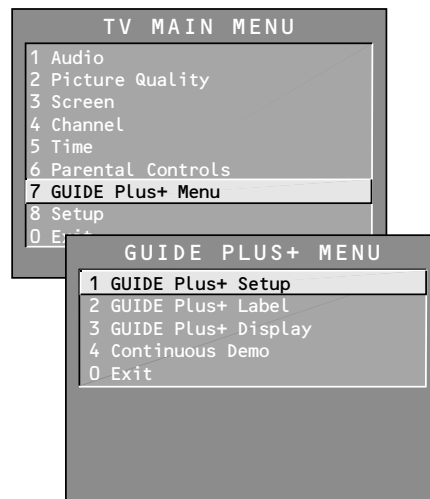 TV MAIN MENU
1 Audio
2 Picture Quality
3 Screen
4 Channel
5 Time
6 Parental Controls
7 GUIDE Plus+ Menu
8 Setup
0
GUIDE PLUS+ MENU
1 GUIDE Plus+ Setup
2 GUIDE Plus+ Label
3 GUIDE Plus+ Display
4 Continuous Demo
0 Exit